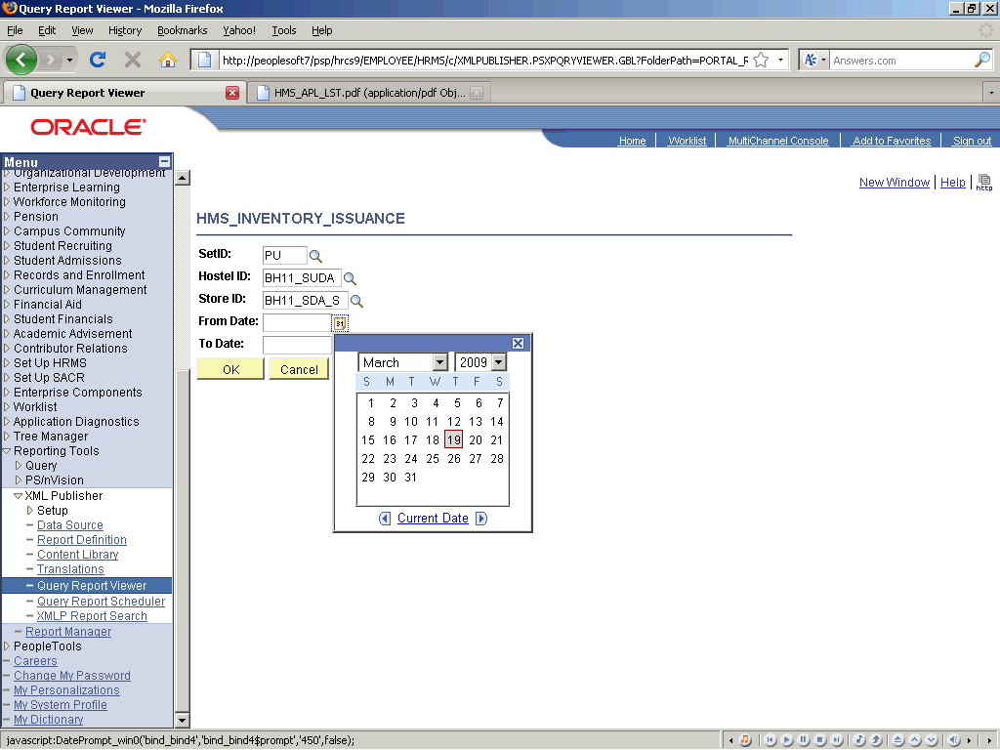 Query Report Viewer - Mozilla Firefox
File Edit View History Bookmarks Yahoo! Tools Help
http://peoplesoft7/psp/hrcs9/EMPLOYEE/HRMS/c/XMLPUBLISHER.PSXPQRYVIEWER.GBL?FolderPath=PORTAL_R
Answers.com
Query Report Viewer
HMS_APL_LST.pdf (application/pdf Obj...
ORACLE
Home Worklist MultiChannel Console Add to Favorites Sign out
Menu
Organizational Development
Enterprise Learning
Workforce Monitoring
Pension
Campus Community
Student Recruiting
Student Admissions
Records and Enrollment
Curriculum Management
Financial Aid
Student Financials
Academic Advisement
Contributor Relations
Set Up HRMS
Set Up SACR
Enterprise Components
Worklist
Application Diagnostics
Tree Manager
Reporting Tools
Query
PS/nVision
XML Publisher
Setup
Data Source
Report Definition
Content Library
Translations
Query Report Viewer
Query Report Scheduler
XMLP Report Search
Report Manager
PeopleTools
Careers
Change My Password
My Personalizations
My System Profile
My Dictionary
New Window Help http
HMS_INVENTORY_ISSUANCE
SetID: PU
Hostel ID: BH11_SUDA
Store ID: BH11_SDA_S
From Date: 31
To Date:
OK Cancel
March 2009
S M T W T F S
1 2 3 4 5 6 7
8 9 10 11 12 13 14
15 16 17 18 19 20 21
22 23 24 25 26 27 28
29 30 31
Current Date
javascript:DatePrompt_win0('bind_bind4','bind_bind4$prompt','450',false);